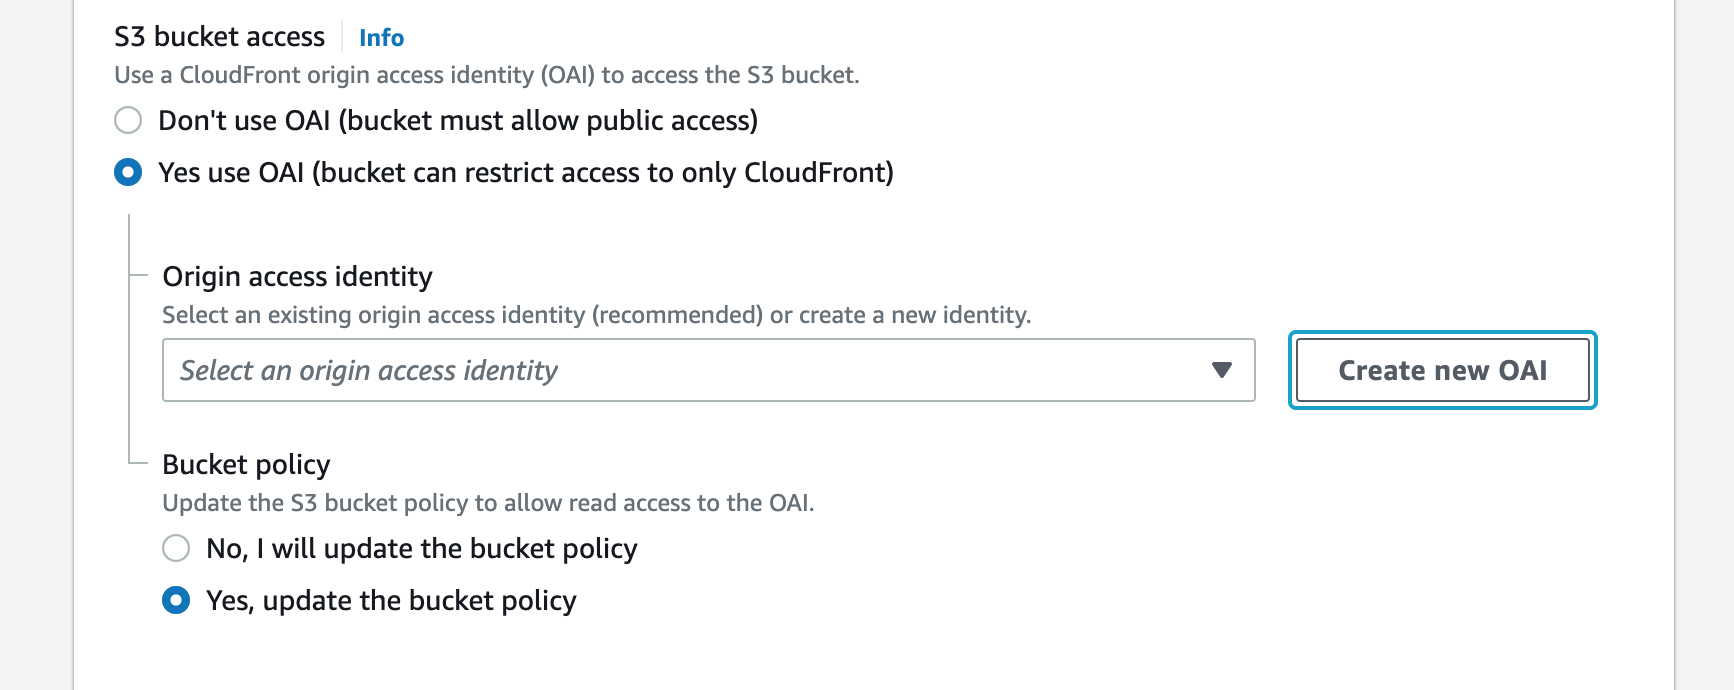 S3 bucket access Info
Use a CloudFront origin access identity (OAI) to access the S3 bucket.
Don't use OAI (bucket must allow public access)
Yes use OAI (bucket can restrict access to only CloudFront)
Origin access identity
Select an existing origin access identity (recommended) or create a new identity.
Select an origin access identity
Create new OAI
Bucket policy
Update the S3 bucket policy to allow read access to the OAI.
No, I will update the bucket policy
Yes, update the bucket policy